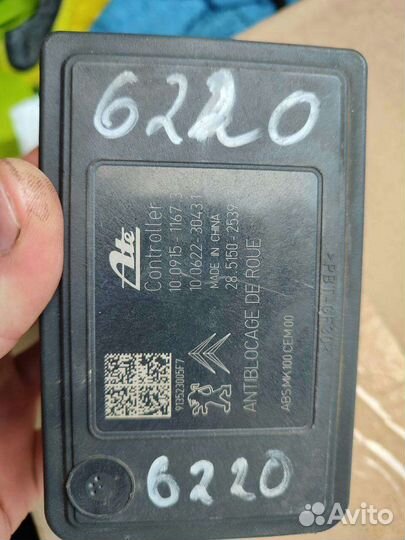 6220
Ate
Controller
10.0915-1167.3
10.0622-3043.1
MADE IN CHINA
28.5150-2539
ANTIBLOCAGE DE ROUE
ABS MK100 CEM 00
913523005F7
6220
Avito